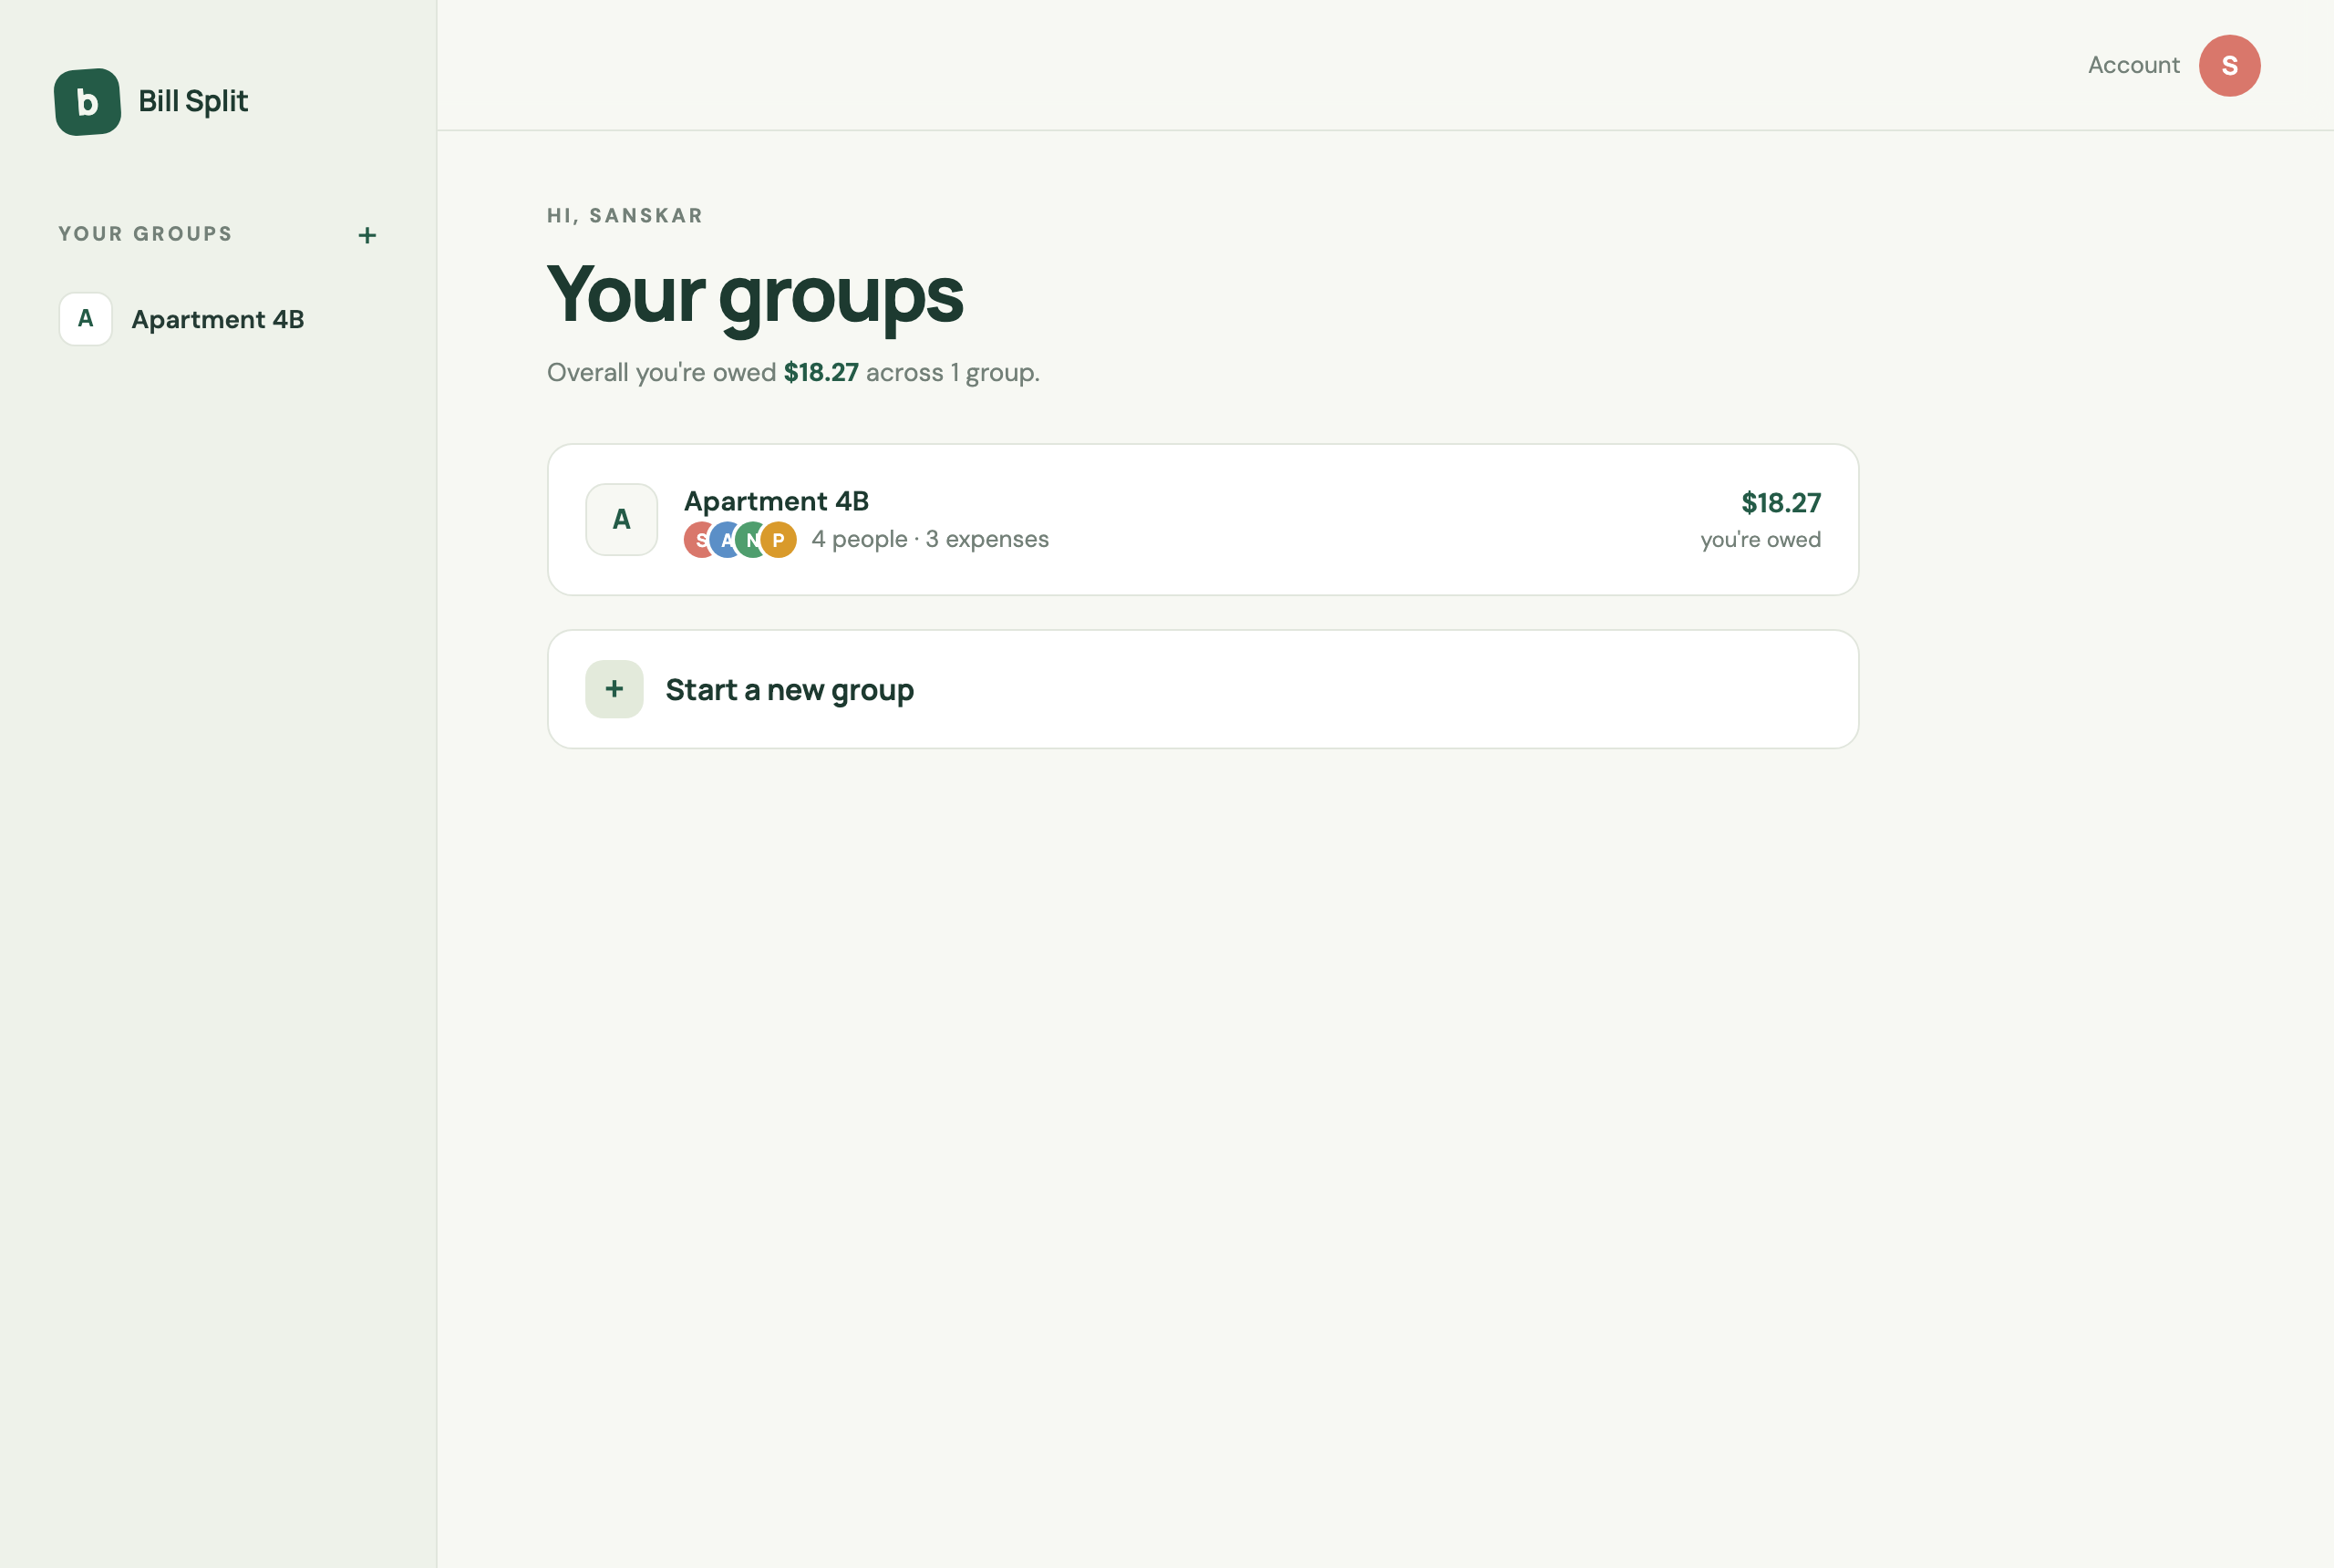 b
Bill Split
Account
S
YOUR GROUPS
+
A
Apartment 4B
HI, SANSKAR
Your groups
Overall you're owed $18.27 across 1 group.
A
Apartment 4B
$18.27
S A N P 4 people · 3 expenses
you're owed
+
Start a new group